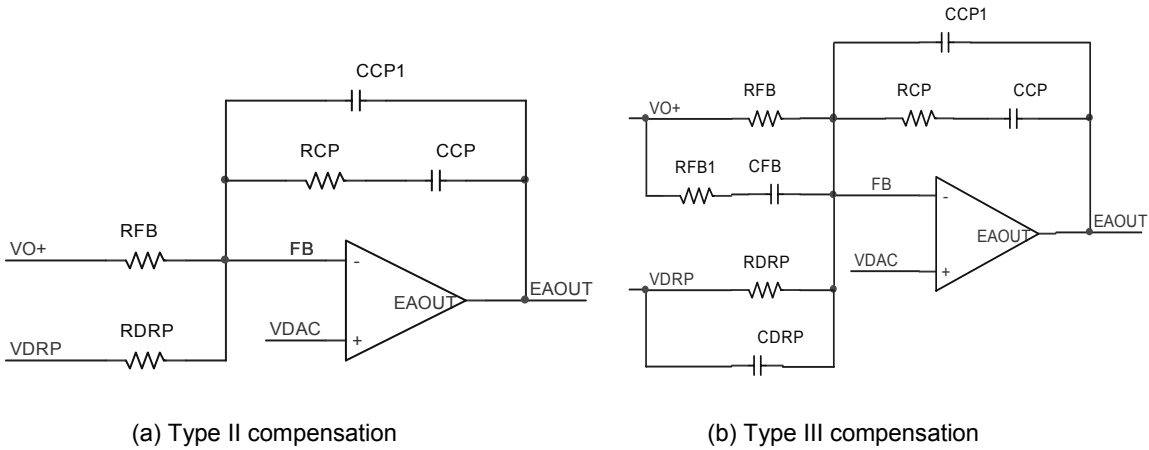 CCP1
RCP
CCP
RFB
VO+
FB
-
EAOUT
EAOUT
RDRP
VDAC
+
VDRP
(a) Type II compensation
CCP1
RFB
RCP
CCP
VO+
RFB1
CFB
FB
-
EAOUT
EAOUT
RDRP
VDAC
+
VDRP
CDRP
(b) Type III compensation